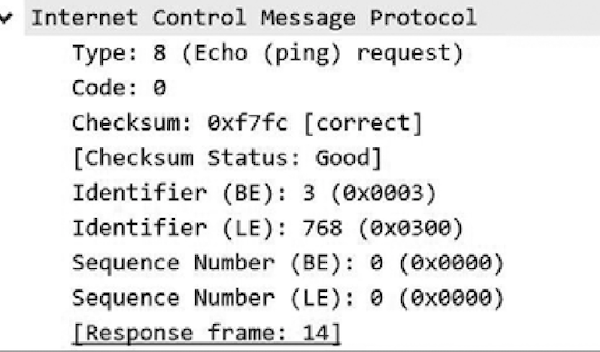 Internet Control Message Protocol
Type: 8 (Echo (ping) request)
Code: 0
Checksum: 0xf7fc [correct]
[Checksum Status: Good]
Identifier (BE): 3 (0x0003)
Identifier (LE): 768 (0x0300)
Sequence Number (BE): 0 (0x0000)
Sequence Number (LE): 0 (0x0000)
[Response frame: 14]